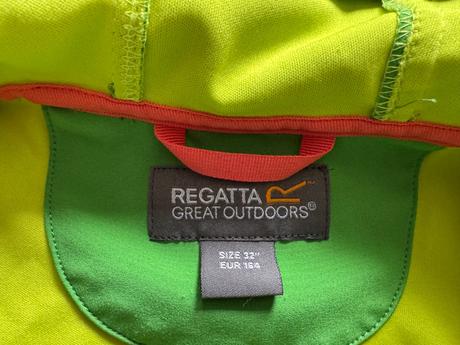 REGATTA
GREAT OUTDOORS
SIZE 32"
EUR 164